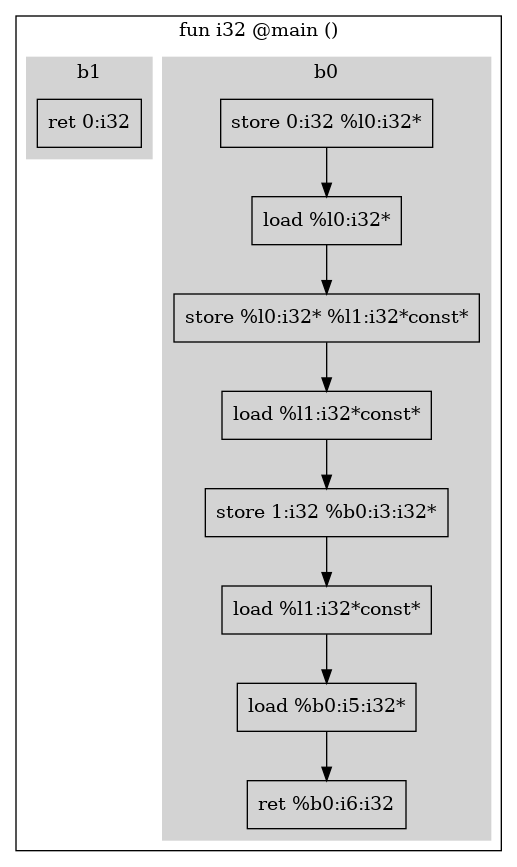 fun i32 @main ()
b1
ret 0:i32
b0
store 0:i32 %l0:i32*
load %l0:i32*
store %l0:i32* %l1:i32*const*
load %l1:i32*const*
store 1:i32 %b0:i3:i32*
load %l1:i32*const*
load %b0:i5:i32*
ret %b0:i6:i32